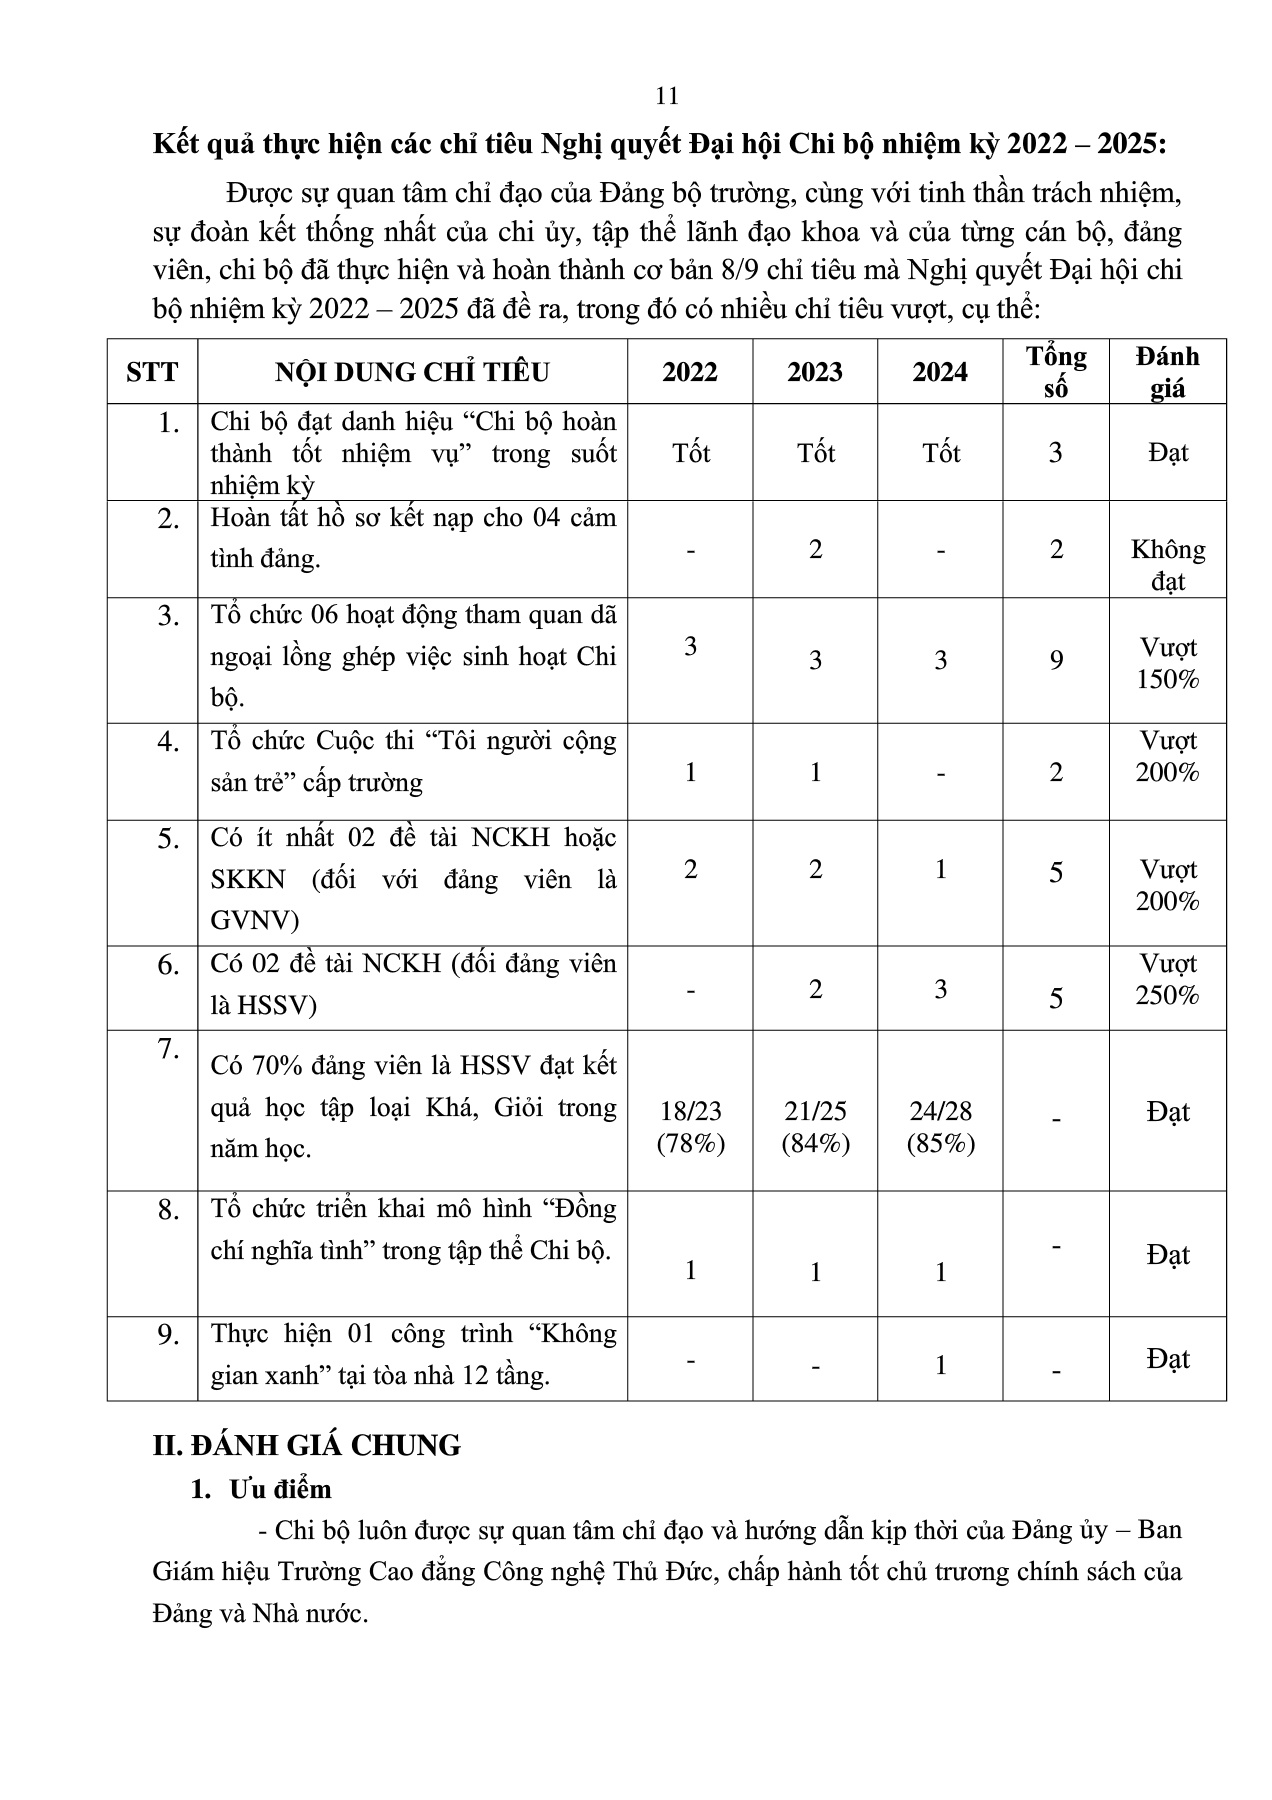 11
Kết quả thực hiện các chỉ tiêu Nghị quyết Đại hội Chi bộ nhiệm kỳ 2022 – 2025:
Được sự quan tâm chỉ đạo của Đảng bộ trường, cùng với tinh thần trách nhiệm,
sự đoàn kết thống nhất của chi ủy, tập thể lãnh đạo khoa và của từng cán bộ, đảng
viên, chi bộ đã thực hiện và hoàn thành cơ bản 8/9 chỉ tiêu mà Nghị quyết Đại hội chi
bộ nhiệm kỳ 2022 – 2025 đã đề ra, trong đó có nhiều chỉ tiêu vượt, cụ thể:
STT NỘI DUNG CHỈ TIÊU 2022 2023 2024 Tổng số Đánh giá
1. Chi bộ đạt danh hiệu “Chi bộ hoàn
thành tốt nhiệm vụ” trong suốt
nhiệm kỳ
Tốt Tốt Tốt 3 Đạt
2. Hoàn tất hồ sơ kết nạp cho 04 cảm
tình đảng.
- 2 - 2 Không
đạt
3. Tổ chức 06 hoạt động tham quan dã
ngoại lồng ghép việc sinh hoạt Chi
bộ.
3 3 3 9 Vượt
150%
4. Tổ chức Cuộc thi “Tôi người cộng
sản trẻ” cấp trường
1 1 - 2 Vượt
200%
5. Có ít nhất 02 đề tài NCKH hoặc
SKKN (đối với đảng viên là
GVNV)
2 2 1 5 Vượt
200%
6. Có 02 đề tài NCKH (đối đảng viên
là HSSV)
- 2 3 5 Vượt
250%
7. Có 70% đảng viên là HSSV đạt kết
quả học tập loại Khá, Giỏi trong
năm học.
18/23 21/25 24/28 - Đạt
(78%) (84%) (85%)
8. Tổ chức triển khai mô hình “Đồng
chí nghĩa tình” trong tập thể Chi bộ.
1 1 1 - Đạt
9. Thực hiện 01 công trình “Không
gian xanh” tại tòa nhà 12 tầng.
- - 1 - Đạt
II. ĐÁNH GIÁ CHUNG
1. Ưu điểm
- Chi bộ luôn được sự quan tâm chỉ đạo và hướng dẫn kịp thời của Đảng ủy – Ban
Giám hiệu Trường Cao đẳng Công nghệ Thủ Đức, chấp hành tốt chủ trương chính sách của
Đảng và Nhà nước.